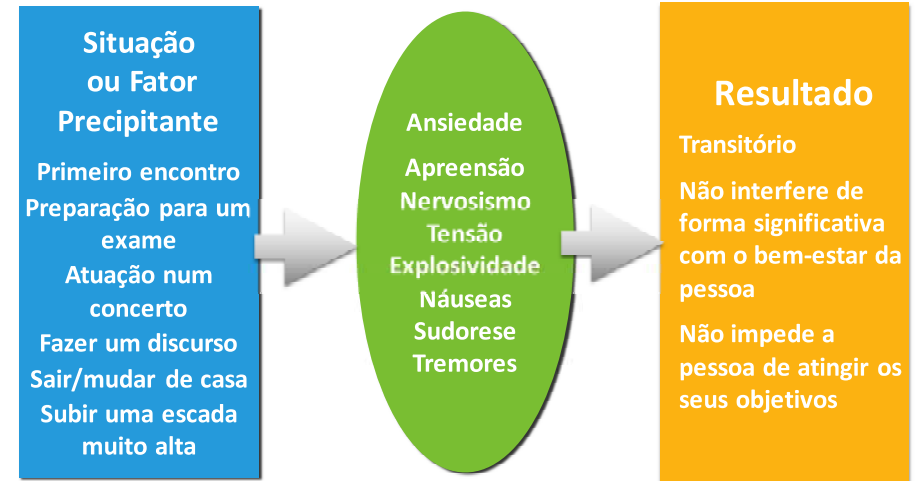 Situação
ou Fator
Precipitante
Primeiro encontro
Preparação para um
exame
Atuação num
concerto
Fazer um discurso
Sair/mudar de casa
Subir uma escada
muito alta
Ansiedade
Apreensão
Nervosismo
Tensão
Explosividade
Náuseas
Sudorese
Tremores
Resultado
Transitório
Não interfere de
forma significativa
com o bem-estar da
pessoa
Não impede a
pessoa de atingir os
seus objetivos